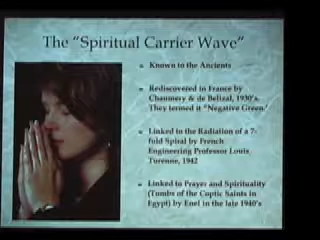 The "Spiritual Carrier Wave"
Known to the Ancients
Rediscovered in France by
Chaumery & de Belizal, 1930's.
They termed it "Negative Green."
Linked to the Radiation of a 7-
fold Spiral by French
Engineering Professor Louis
Turenne, 1942
Linked to Prayer and Spirituality
(Tombs of the Coptic Saints in
Egypt) by Enel in the late 1940's